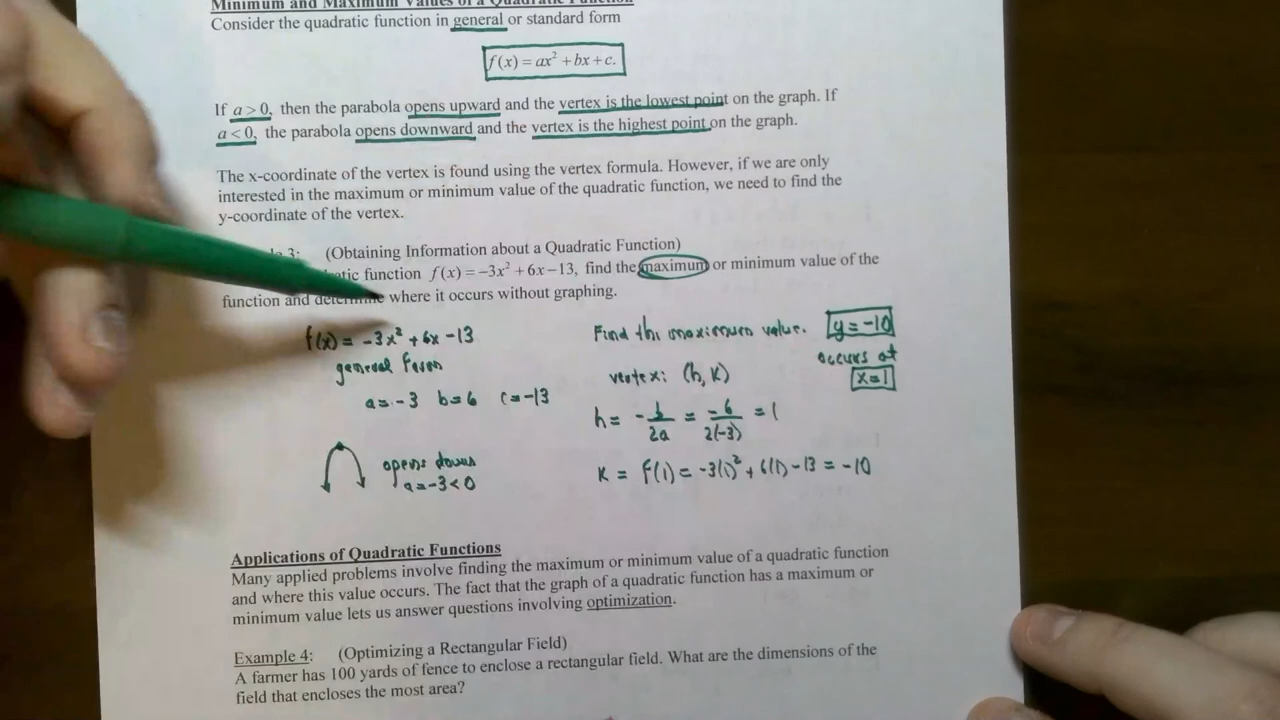 Minimum and Maximum Values of a Quadratic Function
Consider the quadratic function in general or standard form
f(x) = ax² + bx + c.
If a > 0, then the parabola opens upward and the vertex is the lowest point on the graph. If
a < 0, the parabola opens downward and the vertex is the highest point on the graph.
The x-coordinate of the vertex is found using the vertex formula. However, if we are only
interested in the maximum or minimum value of the quadratic function, we need to find the
y-coordinate of the vertex.
3: (Obtaining Information about a Quadratic Function)
function f(x) = −3x² + 6x − 13, find the maximum or minimum value of the
function and determine where it occurs without graphing.
f(x) = -3x² + 6x - 13
general form
a = -3 b = 6 c = -13
opens down
a = -3 < 0
Find the maximum value. y = -10
occurs at
x = 1
vertex: (h, k)
h = -b/2a = -6/2(-3) = 1
k = f(1) = -3(1)² + 6(1) - 13 = -10
Applications of Quadratic Functions
Many applied problems involve finding the maximum or minimum value of a quadratic function
and where this value occurs. The fact that the graph of a quadratic function has a maximum or
minimum value lets us answer questions involving optimization.
Example 4: (Optimizing a Rectangular Field)
A farmer has 100 yards of fence to enclose a rectangular field. What are the dimensions of the
field that encloses the most area?